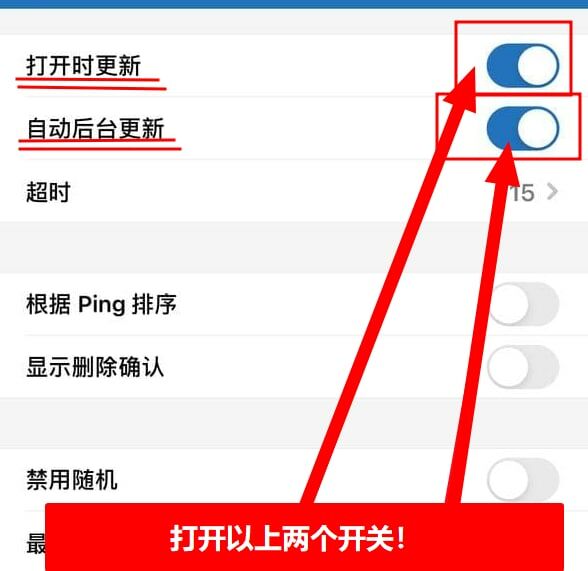 打开时更新
自动后台更新
超时 15
根据 Ping 排序
显示删除确认
禁用随机
最
打开以上两个开关！